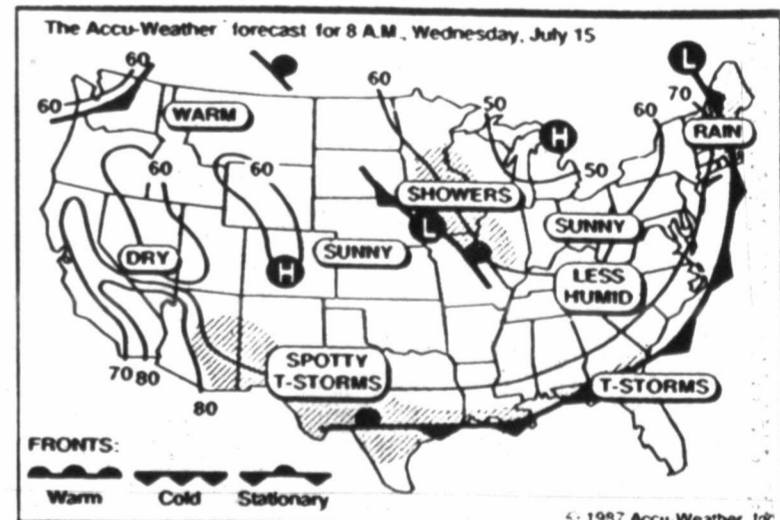 The Accu-Weather forecast for 8 A.M., Wednesday, July 15
60
60
60
50
60
70
L
WARM
H
RAIN
60
60
50
SHOWERS
L
SUNNY
DRY
H
SUNNY
LESS
HUMID
SPOTTY
T-STORMS
70
80
80
T-STORMS
FRONTS:
Warm
Cold
Stationary
© 1987 Accu-Weather, Inc.